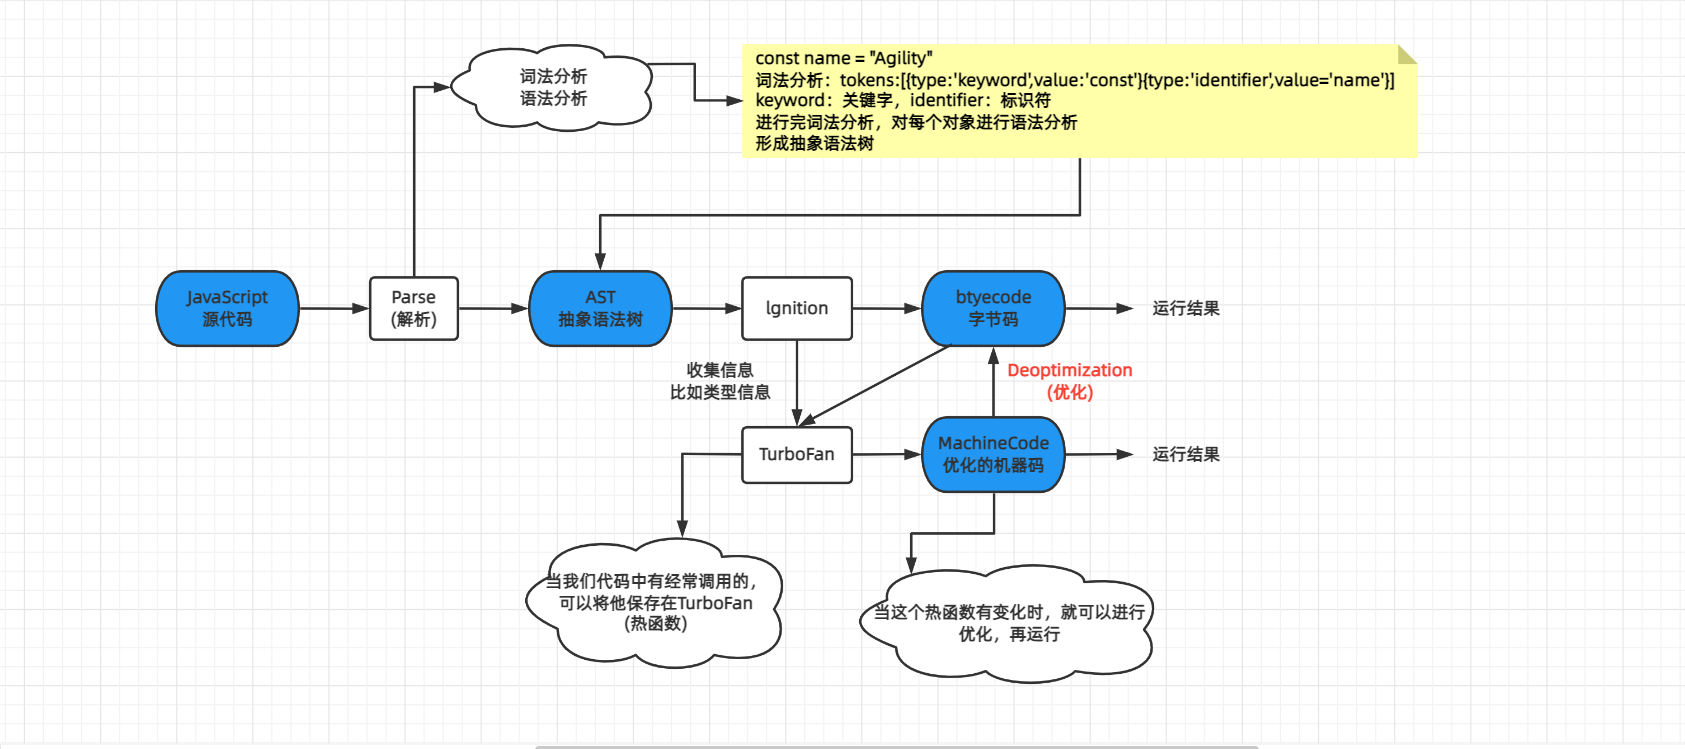 词法分析
语法分析
const name = "Agility"
词法分析：tokens:[{type:'keyword',value:'const'}{type:'identifier',value='name'}]
keyword：关键字，identifier：标识符
进行完词法分析，对每个对象进行语法分析
形成抽象语法树
JavaScript
源代码
Parse
(解析)
AST
抽象语法树
lgnition
btyecode
字节码
运行结果
收集信息
比如类型信息
Deoptimization
(优化)
TurboFan
MachineCode
优化的机器码
运行结果
当我们代码中有经常调用的，
可以将他保存在TurboFan
(热函数)
当这个热函数有变化时，就可以进行
优化，再运行